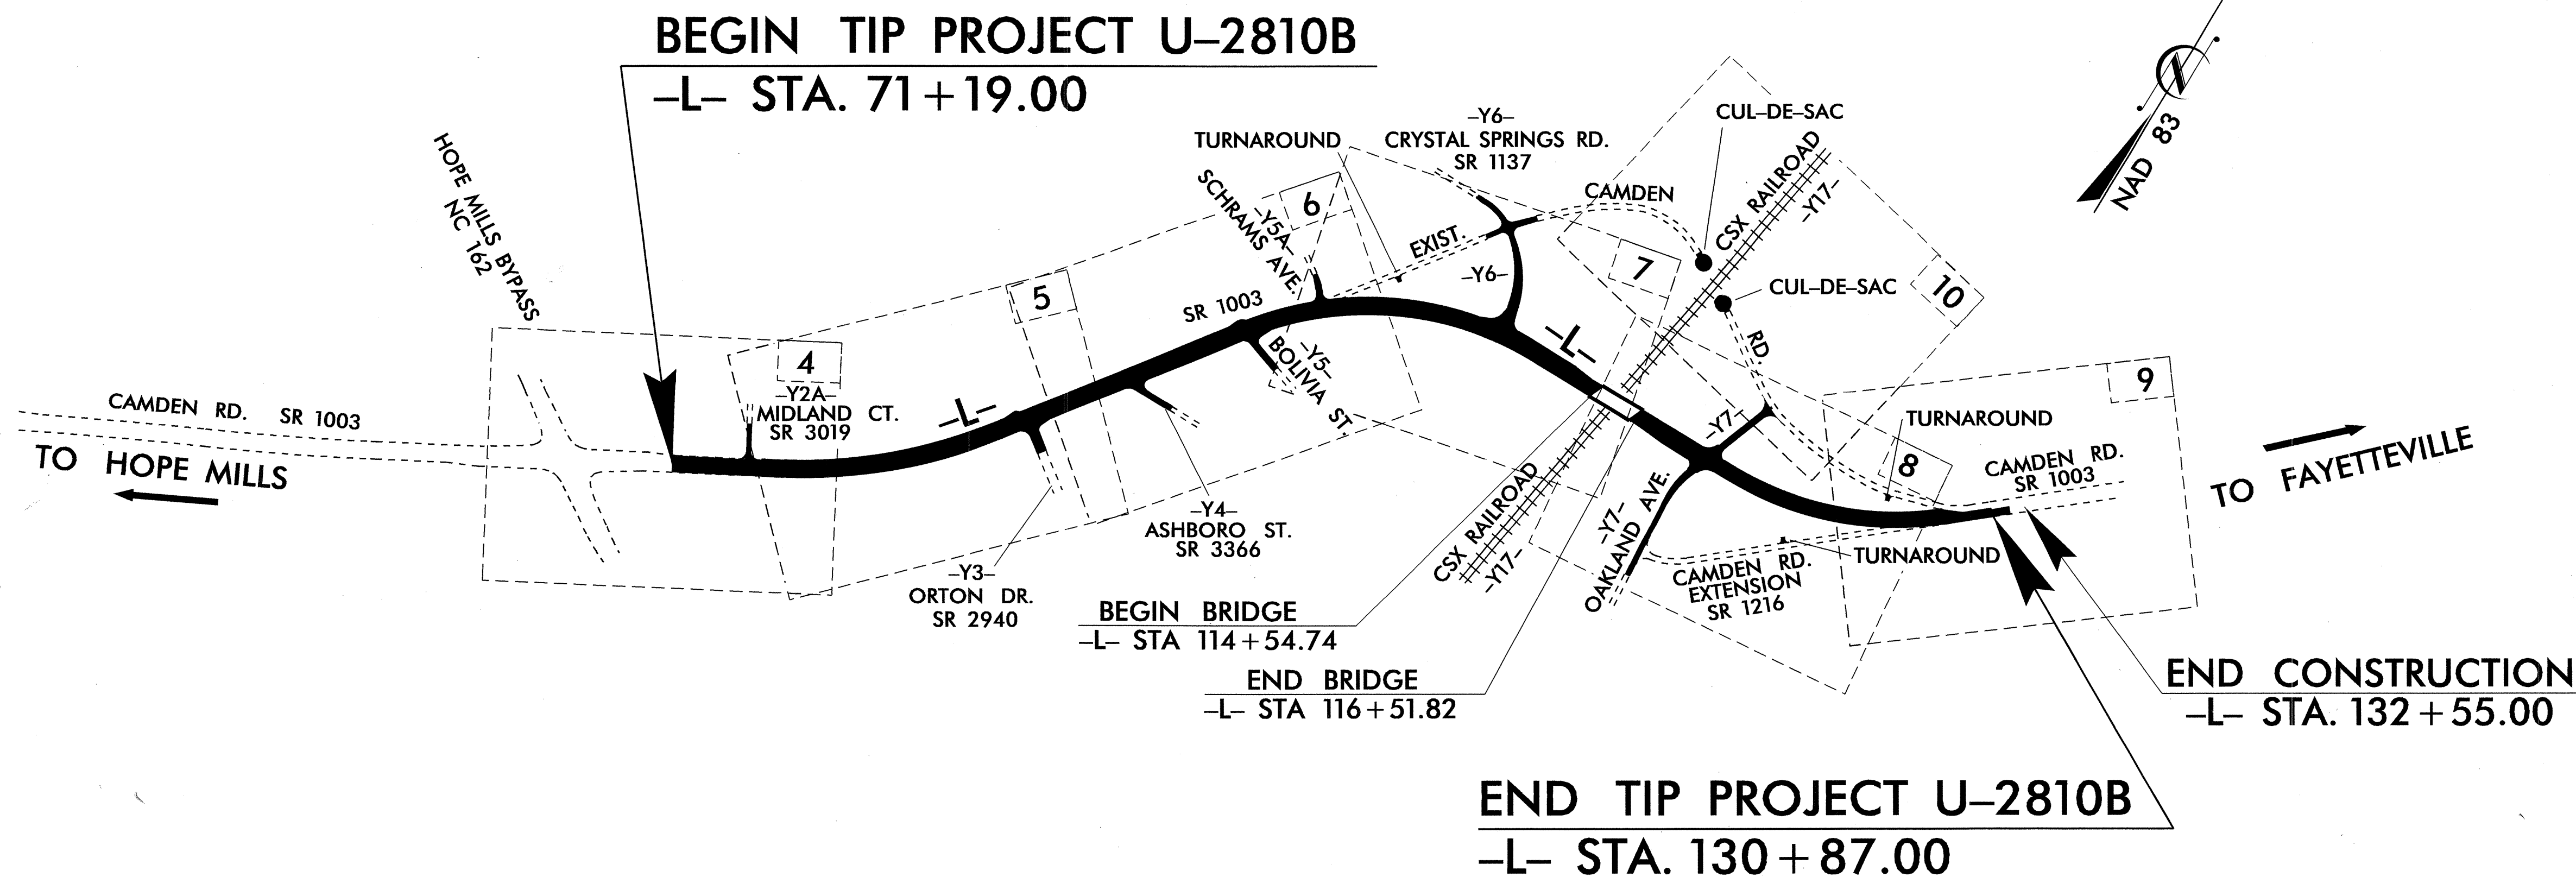 BEGIN TIP PROJECT U–2810B
–L– STA. 71+19.00
NAD 83
HOPE MILLS BYPASS
NC 162
CAMDEN RD. SR 1003
TO HOPE MILLS
4
–Y2A–
MIDLAND CT.
SR 3019
–L–
5
–Y3–
ORTON DR.
SR 2940
–Y4–
ASHBORO ST.
SR 3366
SR 1003
–Y5–
BOLIVIA ST.
SCHRAMS AVE.
–Y5A–
6
TURNAROUND
–Y6–
CRYSTAL SPRINGS RD.
SR 1137
EXIST.
CAMDEN
RD.
–Y6–
CUL–DE–SAC
CSX RAILROAD
–Y17–
7
CUL–DE–SAC
10
–L–
CSX RAILROAD
–Y17–
–Y7–
–Y7–
OAKLAND AVE.
CAMDEN RD.
EXTENSION
SR 1216
TURNAROUND
8
TURNAROUND
9
CAMDEN RD.
SR 1003
TO FAYETTEVILLE
BEGIN BRIDGE
–L– STA 114+54.74
END BRIDGE
–L– STA 116+51.82
END CONSTRUCTION
–L– STA. 132+55.00
END TIP PROJECT U–2810B
–L– STA. 130+87.00